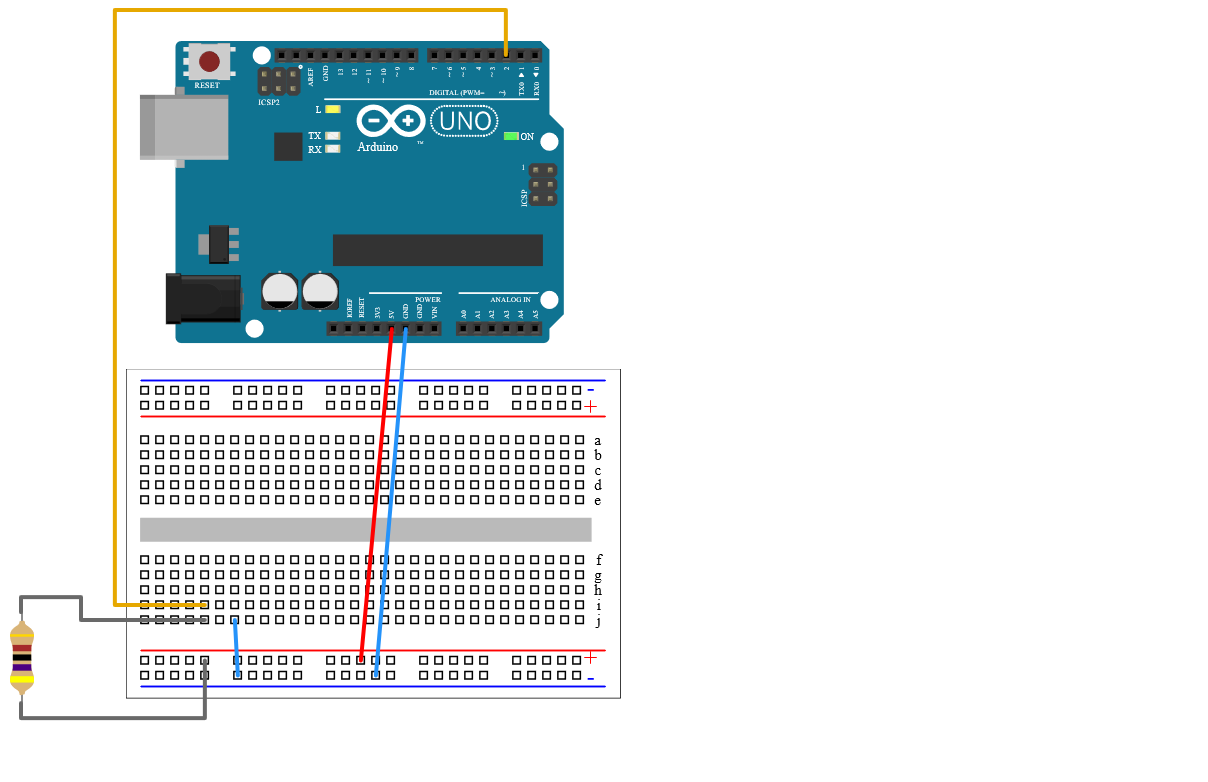 RESET
ICSP2
AREF
GND
13
12
~11
~10
~9
8
7
~6
~5
4
~3
2
TX0 ▶ 1
RX0 ◀ 0
DIGITAL (PWM= ~)
L
TX
RX
UNO
Arduino
™
ON
1
ICSP
IOREF
RESET
3V3
5V
GND
GND
VIN
POWER
ANALOG IN
A0
A1
A2
A3
A4
A5
-
+
a
b
c
d
e
f
g
h
i
j
+
-